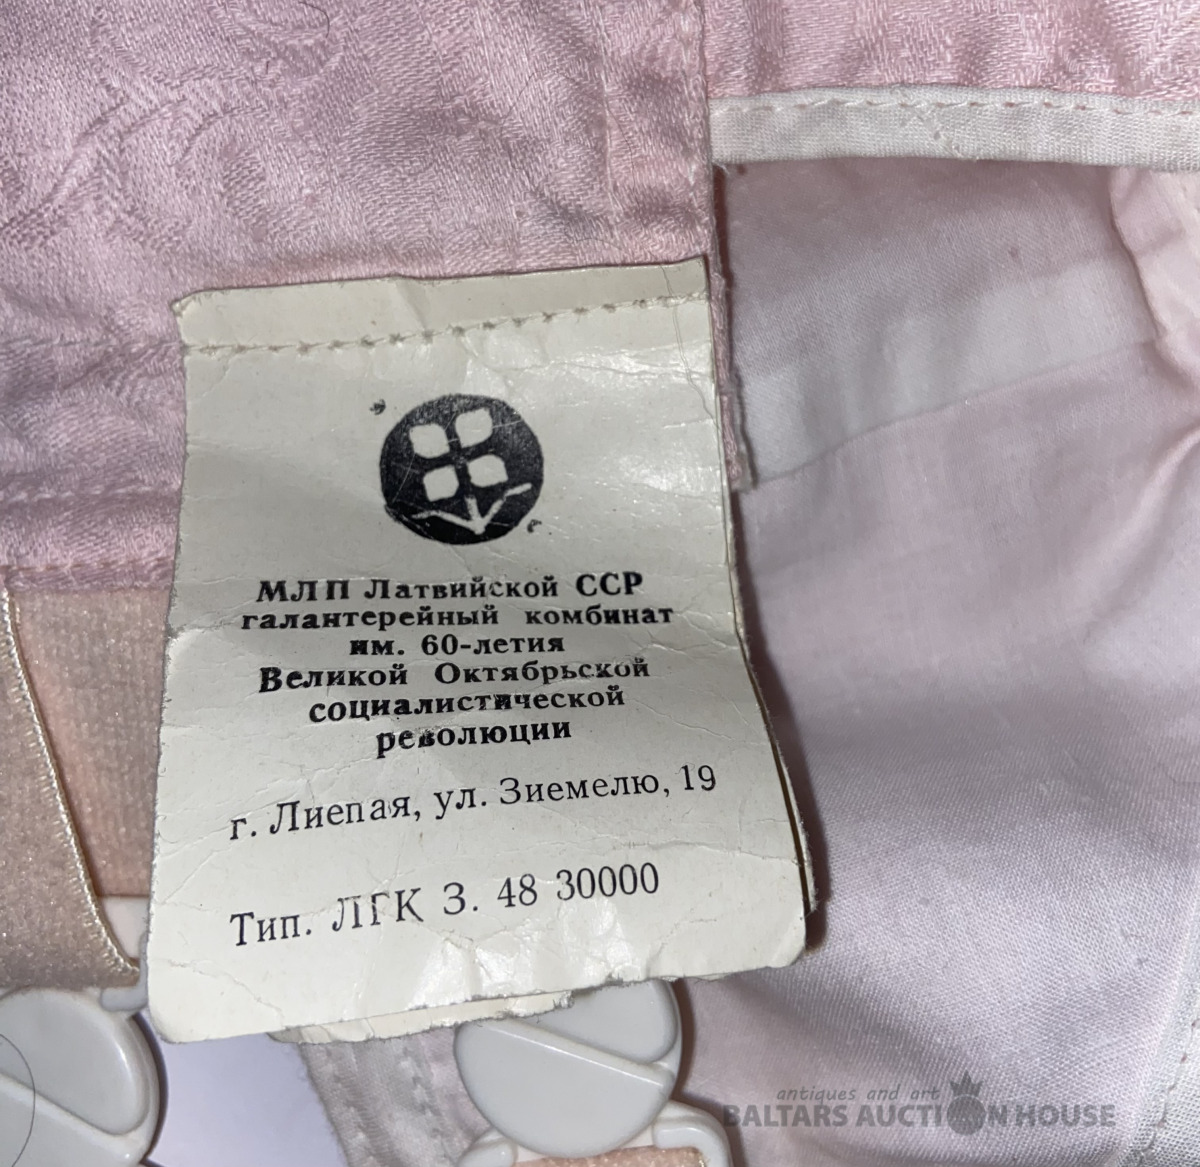 МЛП Латвийской ССР
галантерейный комбинат
им. 60-летия
Великой Октябрьской
социалистической
революции
г. Лиепая, ул. Зиемелю, 19
Тип. ЛГК З. 48 30000
antiques and art
BALTARS AUCTION HOUSE